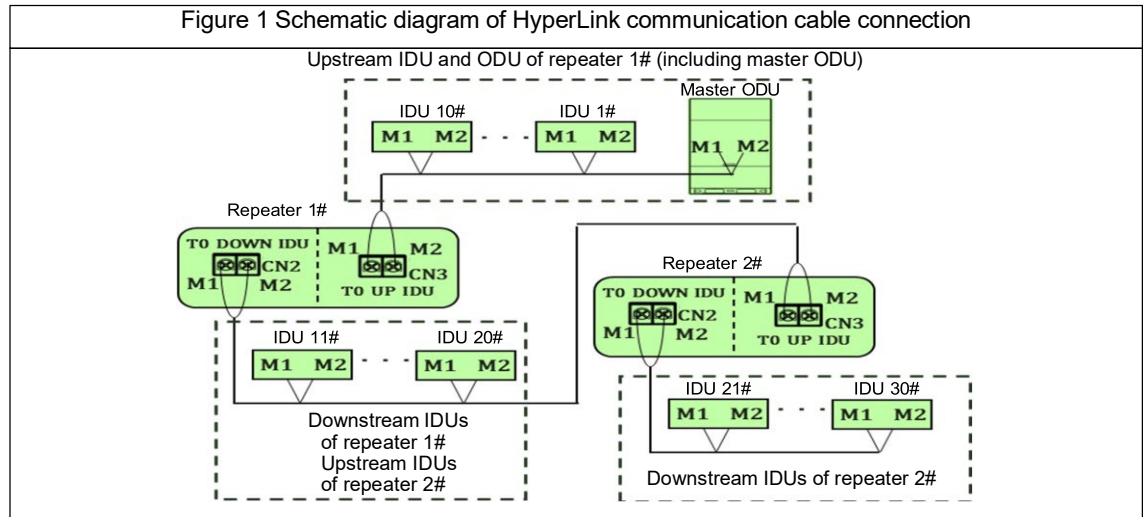 Figure 1 Schematic diagram of HyperLink communication cable connection
Upstream IDU and ODU of repeater 1# (including master ODU)
Master ODU
IDU 10#
IDU 1#
M1 M2
M1 M2
M1 M2
Repeater 1#
T0 DOWN IDU
CN2
M1 M2
M1 M2
CN3
T0 UP IDU
Repeater 2#
T0 DOWN IDU
CN2
M1 M2
M1 M2
CN3
T0 UP IDU
IDU 11#
IDU 20#
M1 M2
M1 M2
Downstream IDUs
of repeater 1#
Upstream IDUs
of repeater 2#
IDU 21#
IDU 30#
M1 M2
M1 M2
Downstream IDUs of repeater 2#